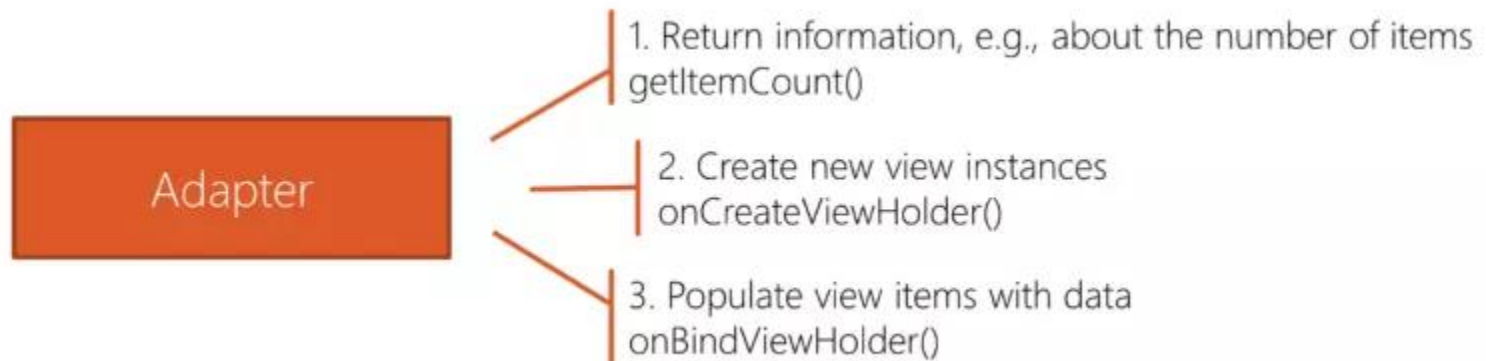 Adapter
1. Return information, e.g., about the number of items
getItemCount()
2. Create new view instances
onCreateViewHolder()
3. Populate view items with data
onBindViewHolder()